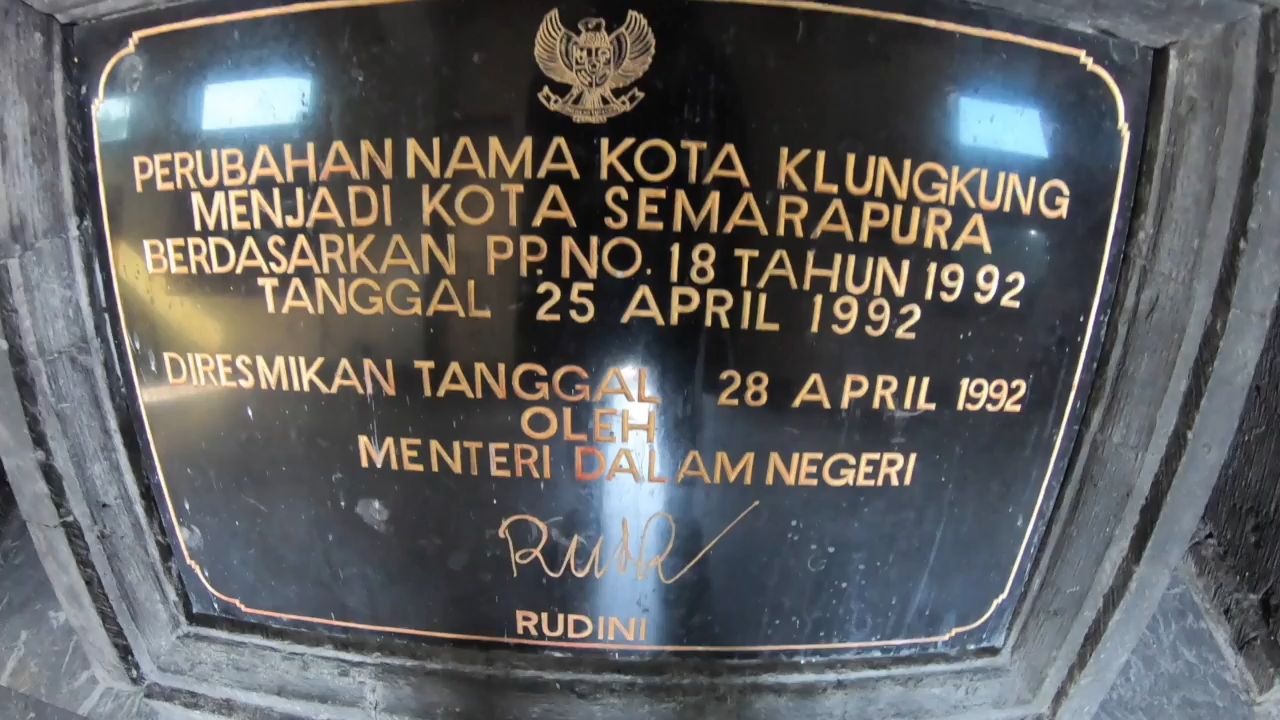 PERUBAHAN NAMA KOTA KLUNGKUNG
MENJADI KOTA SEMARAPURA
BERDASARKAN PP. NO. 18 TAHUN 1992
TANGGAL 25 APRIL 1992
DIRESMIKAN TANGGAL 28 APRIL 1992
OLEH
MENTERI DALAM NEGERI
RUDINI